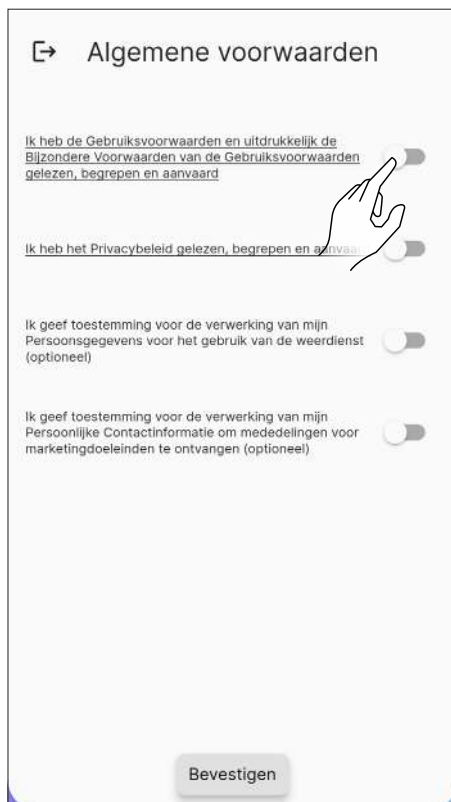 Algemene voorwaarden
Ik heb de Gebruiksvoorwaarden en uitdrukkelijk de
Bijzondere Voorwaarden van de Gebruiksvoorwaarden
gelezen, begrepen en aanvaard
Ik heb het Privacybeleid gelezen, begrepen en
Ik geef toestemming voor de verwerking van mijn
Persoonsgegevens voor het gebruik van de weerdienst
(optioneel)
Ik geef toestemming voor de verwerking van mijn
Persoonlijke Contactinformatie om mededelingen voor
marketingdoeleinden te ontvangen (optioneel)
Bevestigen